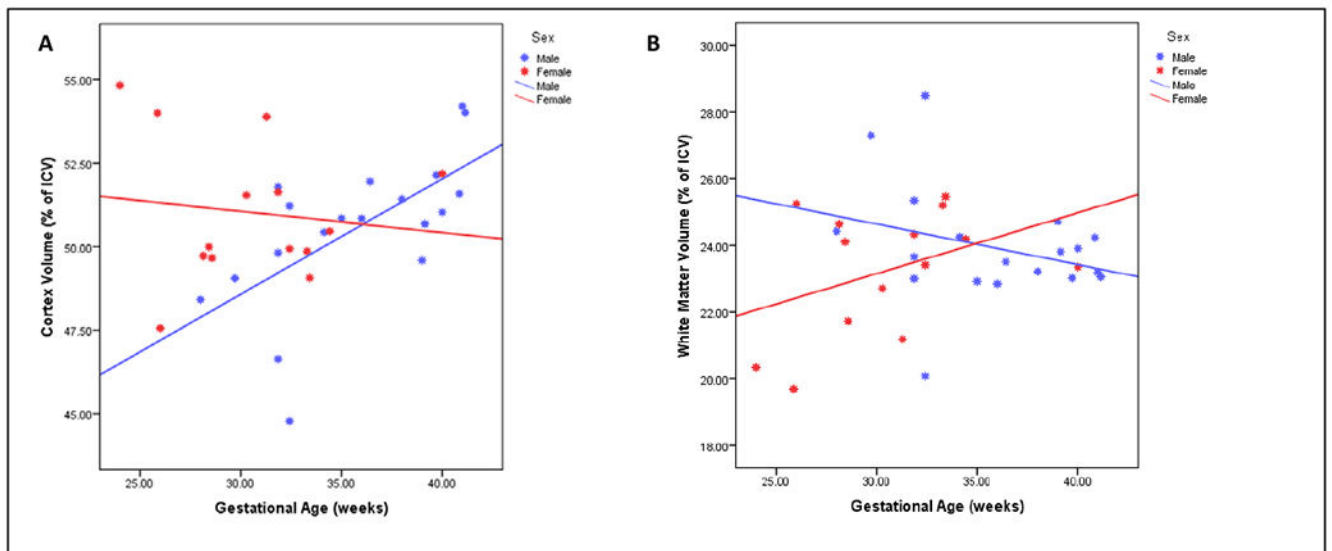 A
Sex
Male
Female
Male
Female
55.00
52.50
50.00
47.50
45.00
Cortex Volume (% of ICV)
25.00 30.00 35.00 40.00
Gestational Age (weeks)
B
Sex
Male
Female
Male
Female
30.00
28.00
26.00
24.00
22.00
20.00
18.00
White Matter Volume (% of ICV)
25.00 30.00 35.00 40.00
Gestational Age (weeks)